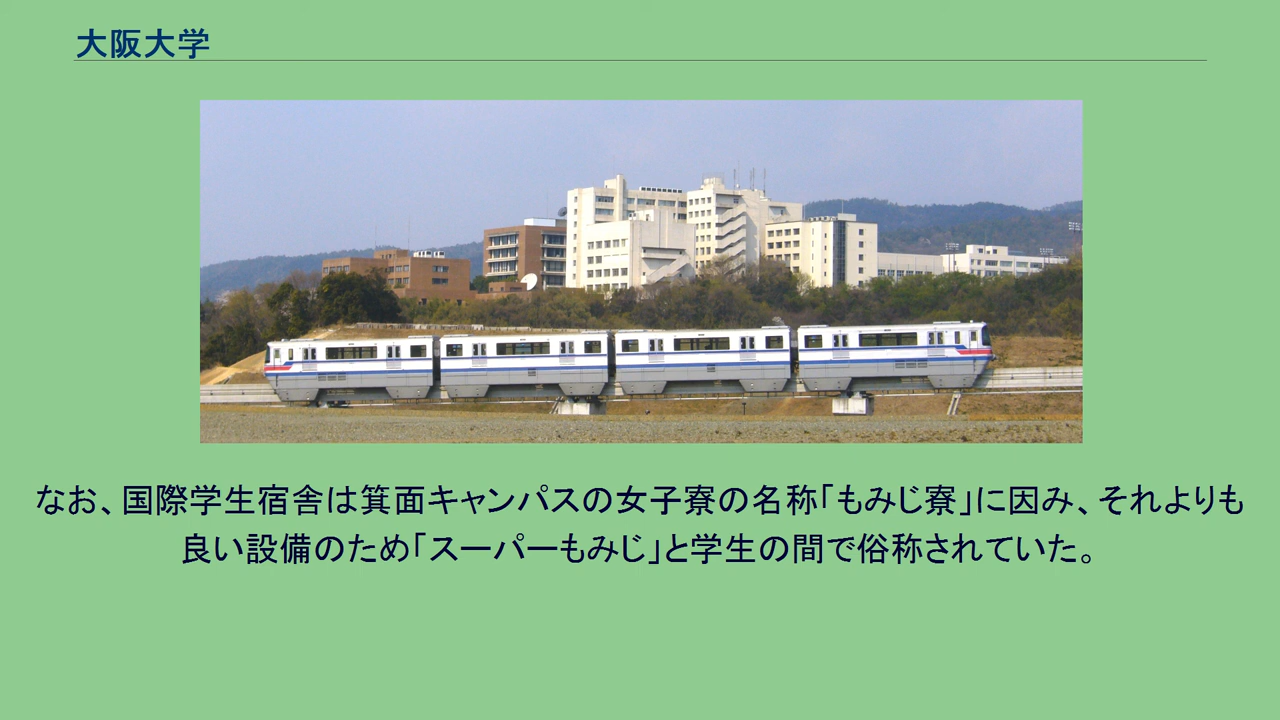 大阪大学
なお、国際学生宿舎は箕面キャンパスの女子寮の名称「もみじ寮」に因み、それよりも
良い設備のため「スーパーもみじ」と学生の間で俗称されていた。